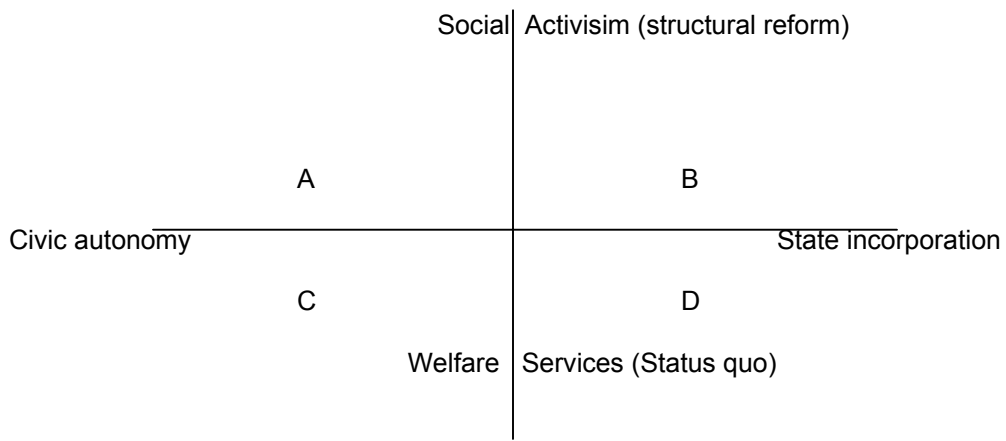 Social Activisim (structural reform)
A B
Civic autonomy State incorporation
C D
Welfare Services (Status quo)